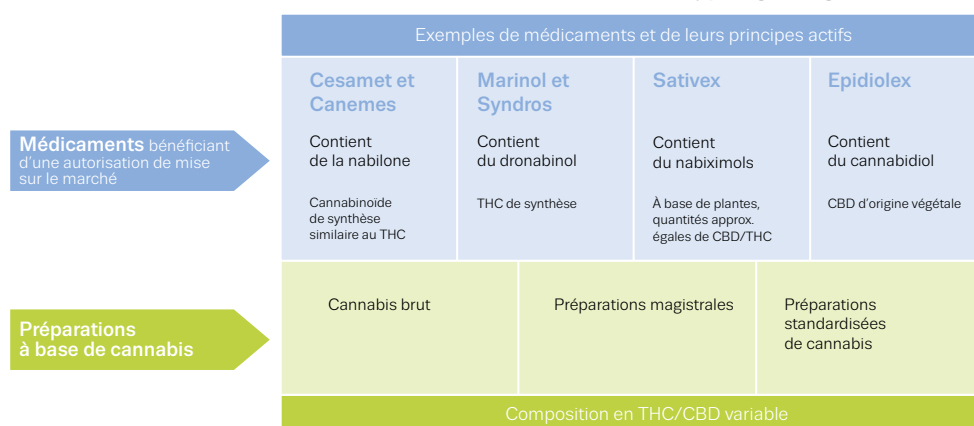 Exemples de médicaments et de leurs principes actifs
Médicaments bénéficiant
d'une autorisation de mise
sur le marché
Cesamet et
Canemes
Contient
de la nabilone
Cannabinoïde
de synthèse
similaire au THC
Marinol et
Syndros
Contient
du dronabinol
THC de synthèse
Sativex
Contient
du nabiximols
À base de plantes,
quantités approx.
égales de CBD/THC
Epidiolex
Contient
du cannabidiol
CBD d'origine végétale
Préparations
à base de cannabis
Cannabis brut
Préparations magistrales
Préparations
standardisées
de cannabis
Composition en THC/CBD variable